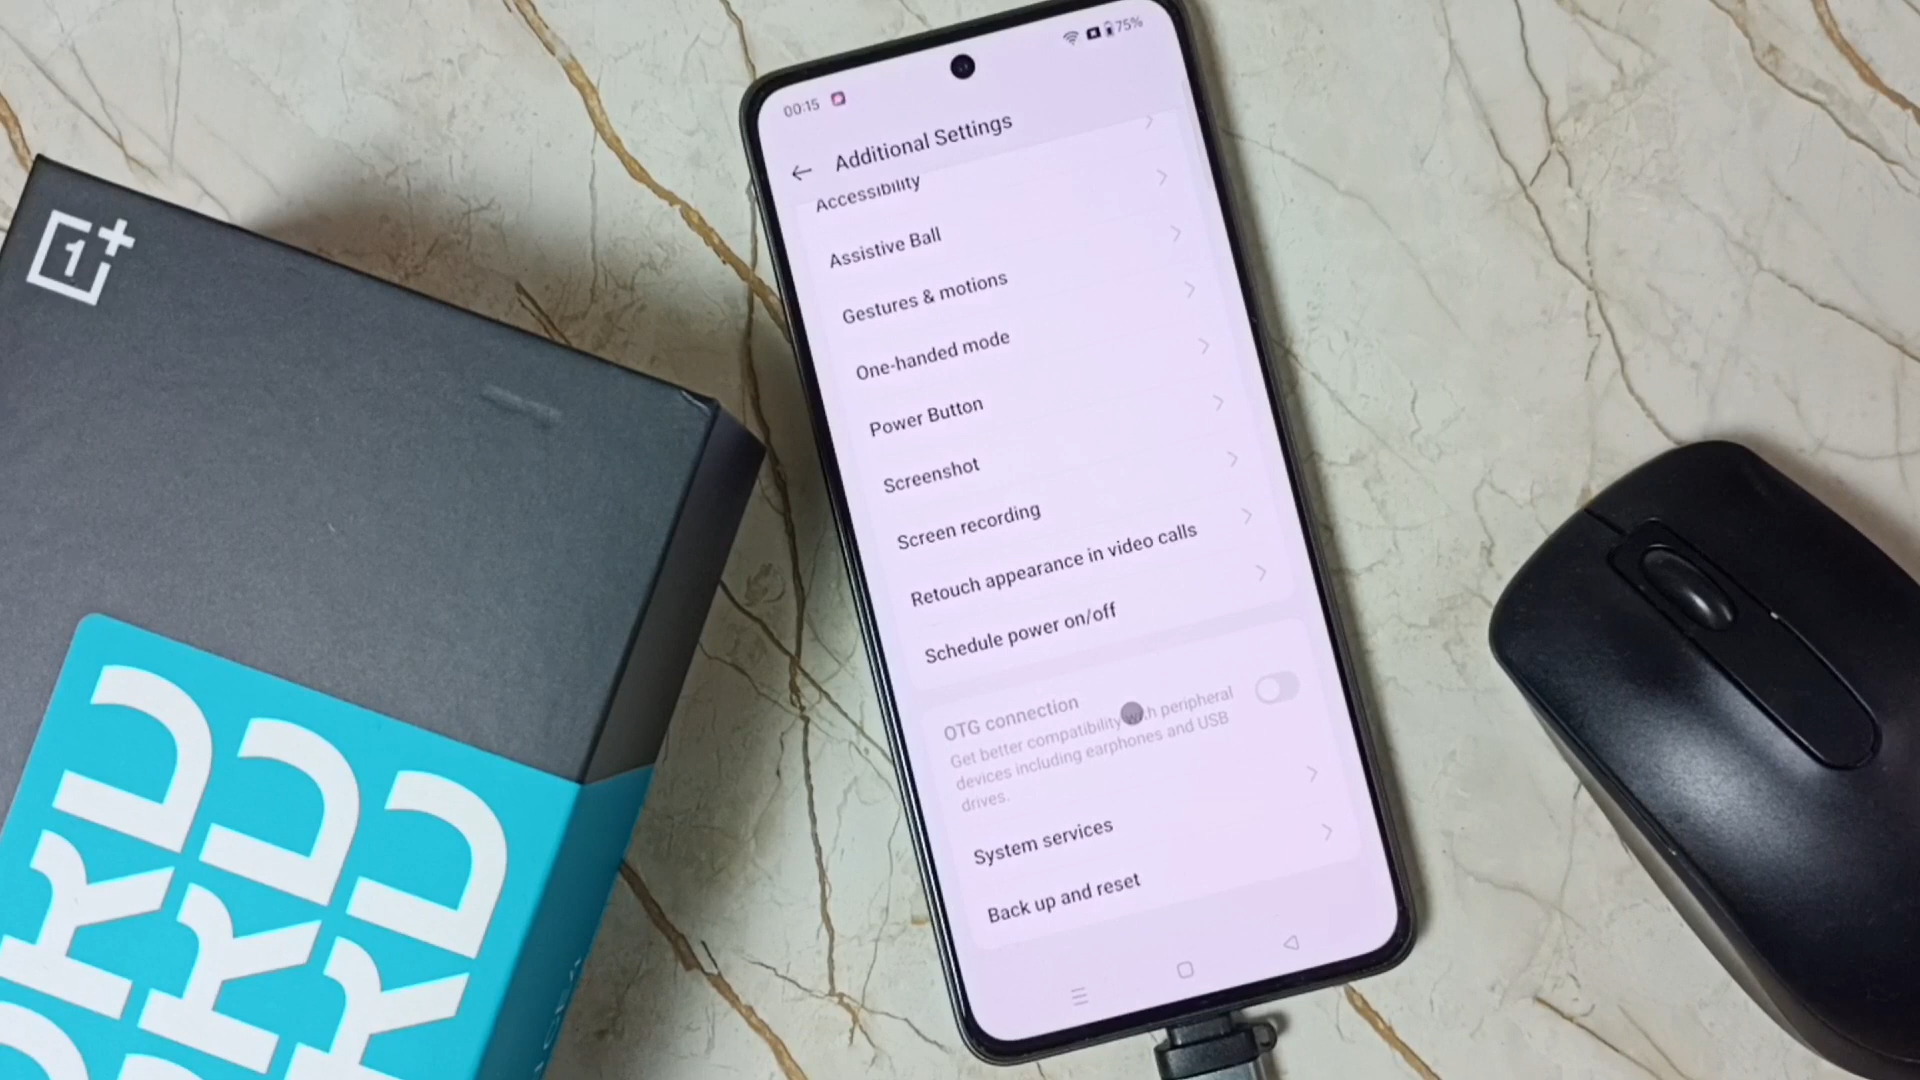 1+
00:15
75%
Additional Settings
Accessibility
Assistive Ball
Gestures & motions
One-handed mode
Power Button
Screenshot
Screen recording
Retouch appearance in video calls
Schedule power on/off
OTG connection
Get better compatibility with peripheral
devices including earphones and USB
drives.
System services
Back up and reset